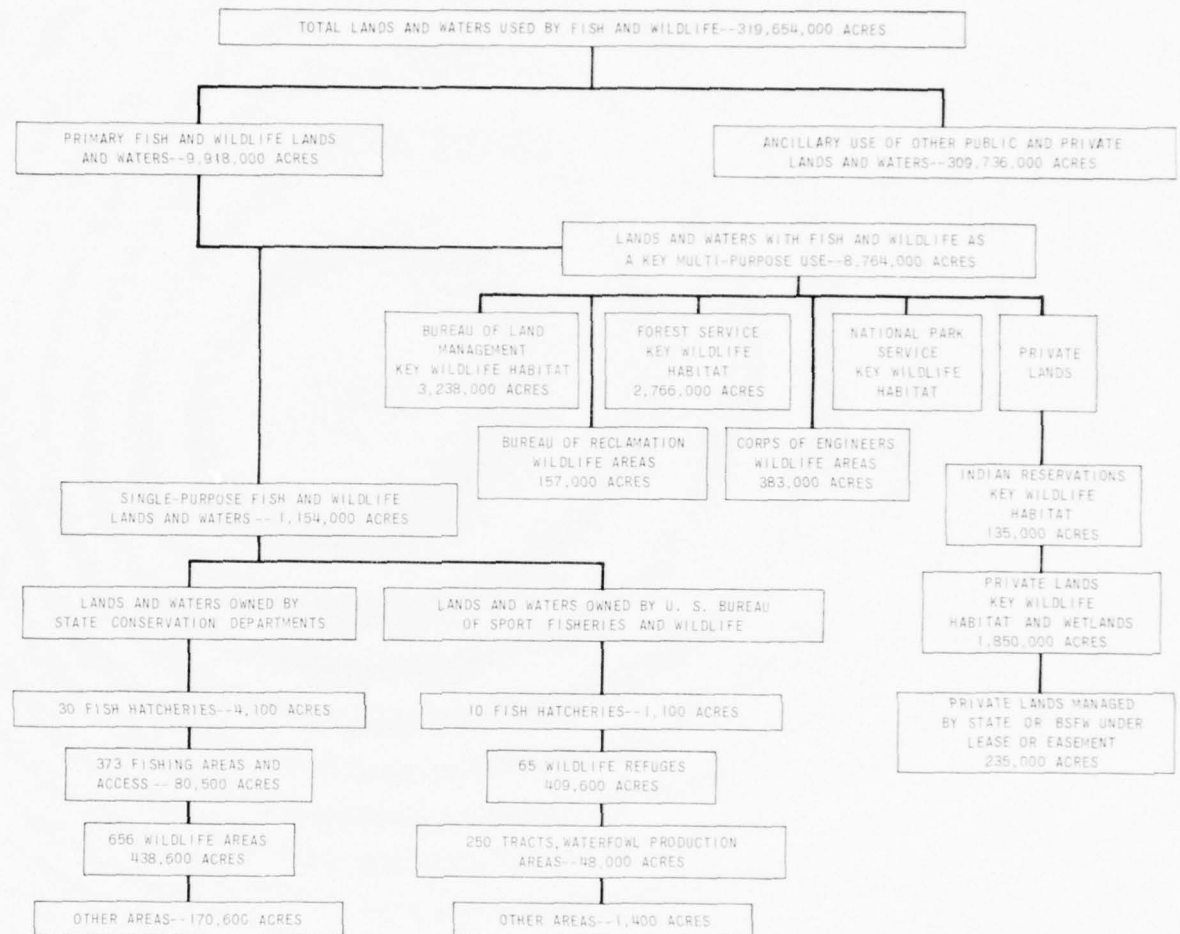 TOTAL LANDS AND WATERS USED BY FISH AND WILDLIFE--319,654,000 ACRES
PRIMARY FISH AND WILDLIFE LANDS
AND WATERS--9,918,000 ACRES
ANCILLARY USE OF OTHER PUBLIC AND PRIVATE
LANDS AND WATERS--309,736,000 ACRES
LANDS AND WATERS WITH FISH AND WILDLIFE AS
A KEY MULTI-PURPOSE USE--8,764,000 ACRES
BUREAU OF LAND
MANAGEMENT
KEY WILDLIFE HABITAT
3,238,000 ACRES
FOREST SERVICE
KEY WILDLIFE
HABITAT
2,766,000 ACRES
NATIONAL PARK
SERVICE
KEY WILDLIFE
HABITAT
PRIVATE
LANDS
BUREAU OF RECLAMATION
WILDLIFE AREAS
157,000 ACRES
CORPS OF ENGINEERS
WILDLIFE AREAS
383,000 ACRES
INDIAN RESERVATIONS
KEY WILDLIFE
HABITAT
135,000 ACRES
SINGLE-PURPOSE FISH AND WILDLIFE
LANDS AND WATERS-- 1,154,000 ACRES
PRIVATE LANDS
KEY WILDLIFE
HABITAT AND WETLANDS
1,850,000 ACRES
LANDS AND WATERS OWNED BY
STATE CONSERVATION DEPARTMENTS
LANDS AND WATERS OWNED BY U. S. BUREAU
OF SPORT FISHERIES AND WILDLIFE
PRIVATE LANDS MANAGED
BY STATE OR BSFW UNDER
LEASE OR EASEMENT
235,000 ACRES
30 FISH HATCHERIES--4,100 ACRES
10 FISH HATCHERIES--1,100 ACRES
373 FISHING AREAS AND
ACCESS -- 80,500 ACRES
65 WILDLIFE REFUGES
409,600 ACRES
656 WILDLIFE AREAS
438,600 ACRES
250 TRACTS, WATERFOWL PRODUCTION
AREAS--48,000 ACRES
OTHER AREAS--170,600 ACRES
OTHER AREAS--1,400 ACRES